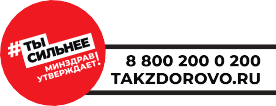 #ТЫ
СИЛЬНЕЕ
МИНЗДРАВ
УТВЕРЖДАЕТ!
8 800 200 0 200
TAKZDOROVO.RU